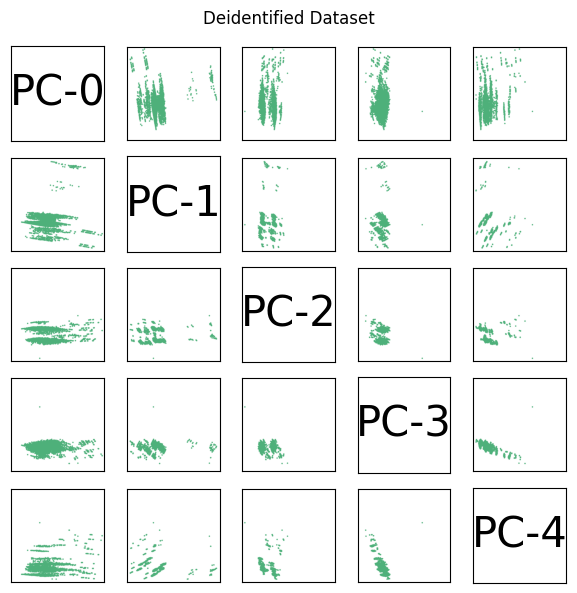 Deidentified Dataset
PC-0
PC-1
PC-2
PC-3
PC-4